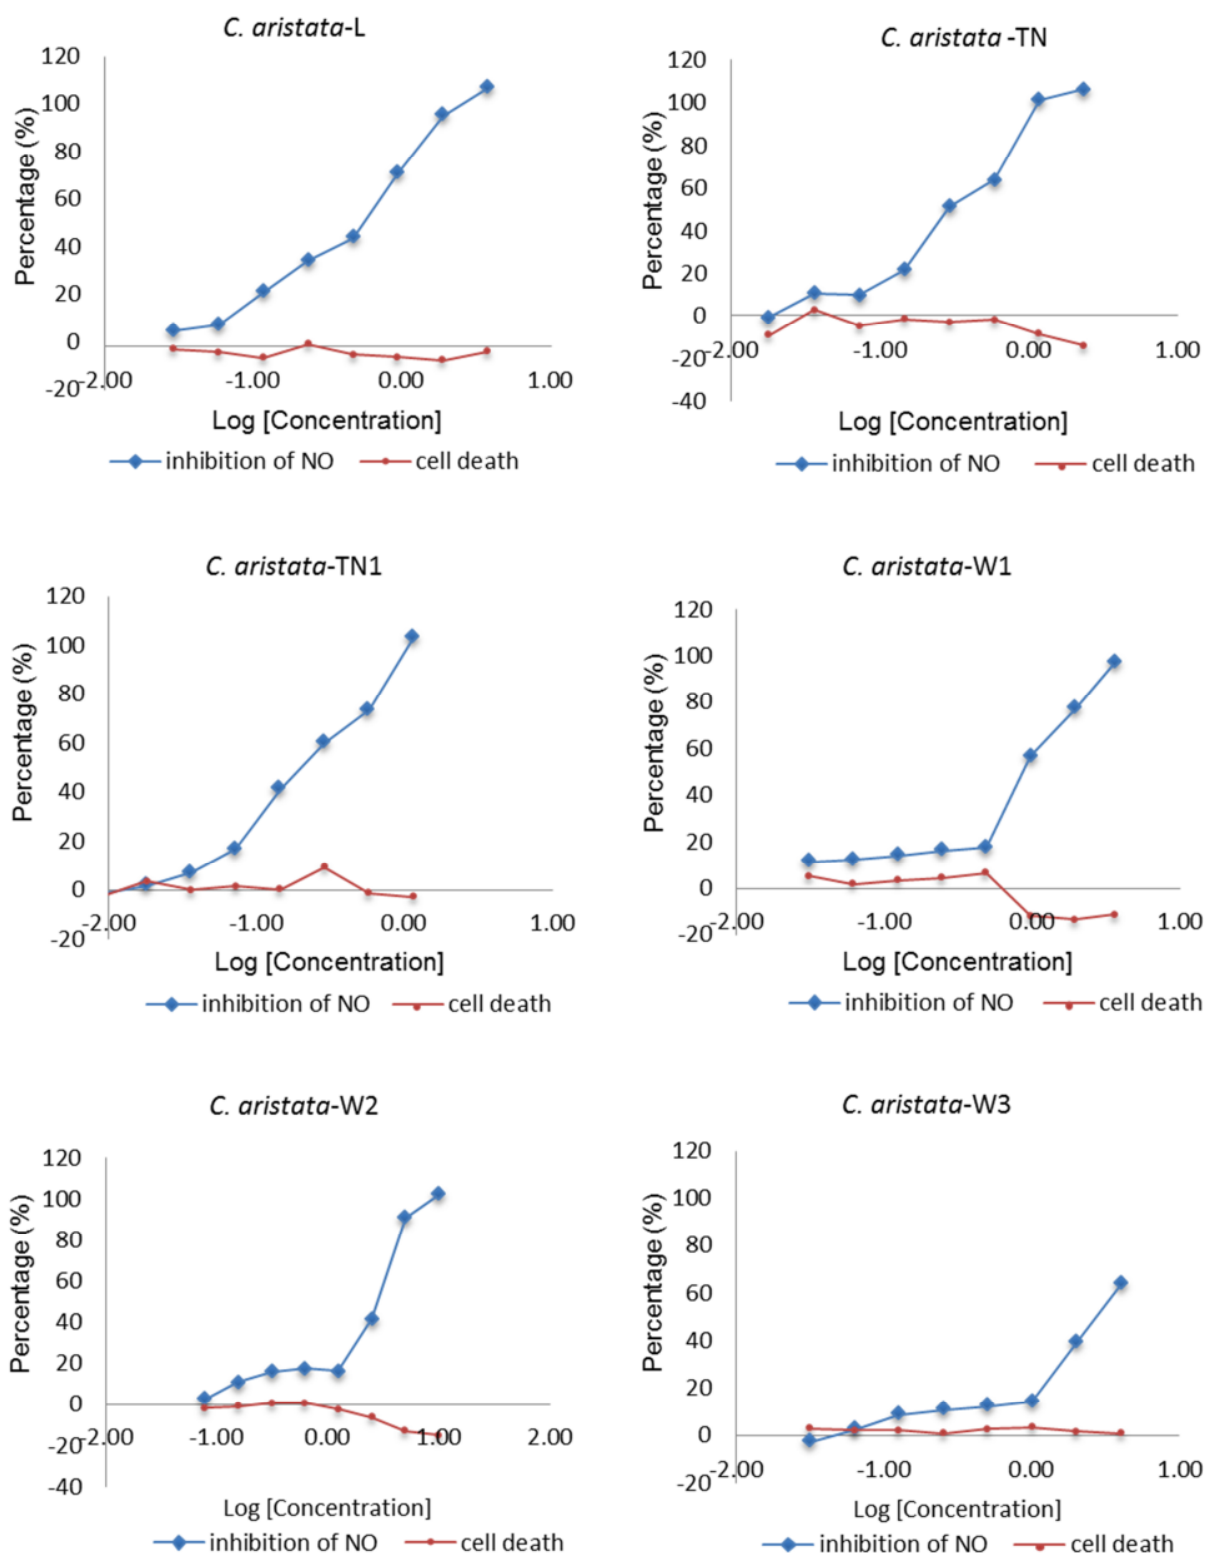 C. aristata-L
120
100
80
60
40
20
0
-20
Percentage (%)
-2.00 -1.00 0.00 1.00
Log [Concentration]
inhibition of NO cell death
C. aristata -TN
120
100
80
60
40
20
0
-20
-40
Percentage (%)
-2.00 -1.00 0.00 1.00
Log [Concentration]
inhibition of NO cell death
C. aristata-TN1
120
100
80
60
40
20
0
-20
Percentage (%)
-2.00 -1.00 0.00 1.00
Log [Concentration]
inhibition of NO cell death
C. aristata-W1
120
100
80
60
40
20
0
-20
Percentage (%)
-2.00 -1.00 0.00 1.00
Log [Concentration]
inhibition of NO cell death
C. aristata-W2
120
100
80
60
40
20
0
-20
-40
Percentage (%)
-2.00 -1.00 0.00 1.00 2.00
Log [Concentration]
inhibition of NO cell death
C. aristata-W3
120
100
80
60
40
20
0
-20
Percentage (%)
-2.00 -1.00 0.00 1.00
Log [Concentration]
inhibition of NO cell death